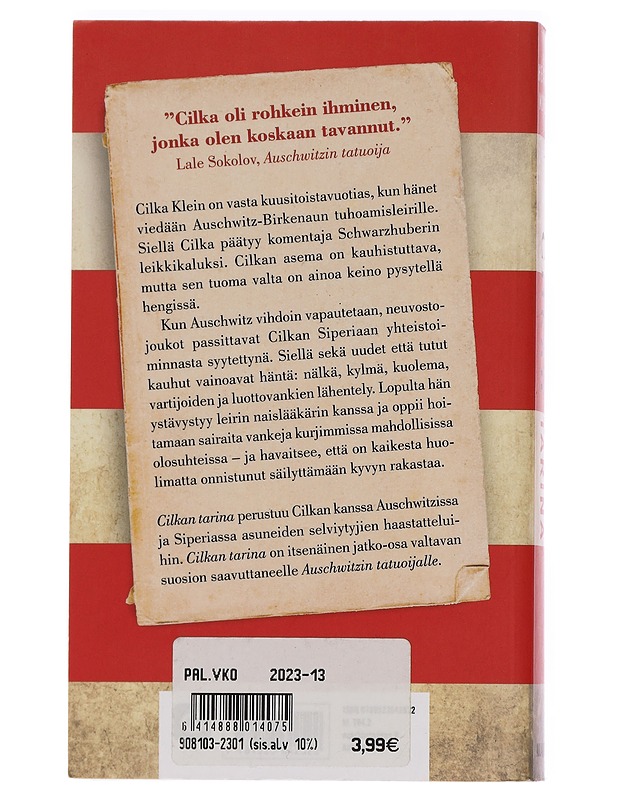 ”Cilka oli rohkein ihminen,
jonka olen koskaan tavannut.”
Lale Sokolov, Auschwitzin tatuoija
Cilka Klein on vasta kuusitoistavuotias, kun hänet
viedään Auschwitz-Birkenaun tuhoamisleirille.
Siellä Cilka päätyy komentaja Schwarzhuberin
leikkikaluksi. Cilkan asema on kauhistuttava,
mutta sen tuoma valta on ainoa keino pysytellä
hengissä.
Kun Auschwitz vihdoin vapautetaan, neuvosto-
joukot passittavat Cilkan Siperiaan yhteistoi-
minnasta syytettynä. Siellä sekä uudet että tutut
kauhut vainoavat häntä: nälkä, kylmä, kuolema,
vartijoiden ja luottovankien lähentely. Lopulta hän
ystävystyy leirin naislääkärin kanssa ja oppii hoi-
tamaan sairaita vankeja kurjimmissa mahdollisissa
olosuhteissa – ja havaitsee, että on kaikesta huo-
limatta onnistunut säilyttämään kyvyn rakastaa.
Cilkan tarina perustuu Cilkan kanssa Auschwitzissa
ja Siperiassa asuneiden selviytyjien haastattelui-
hin. Cilkan tarina on itsenäinen jatko-osa valtavan
suosion saavuttaneelle Auschwitzin tatuoijalle.
PAL.VKO 2023-13
6 414888 014075
908103-2301 (sis.alv 10%) 3,99€